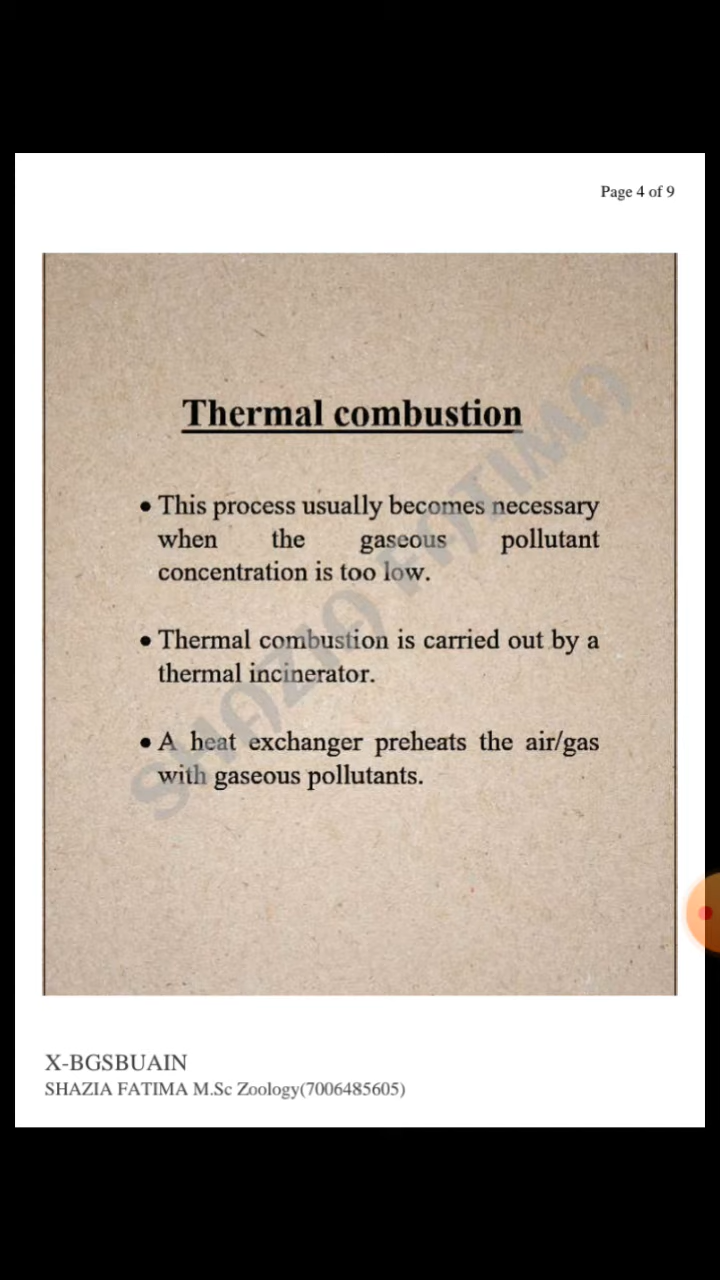 Page 4 of 9
Thermal combustion
• This process usually becomes necessary
when the gaseous pollutant
concentration is too low.
• Thermal combustion is carried out by a
thermal incinerator.
• A heat exchanger preheats the air/gas
with gaseous pollutants.
SHAZIA FATIMA
X-BGSBUAIN
SHAZIA FATIMA M.Sc Zoology(7006485605)